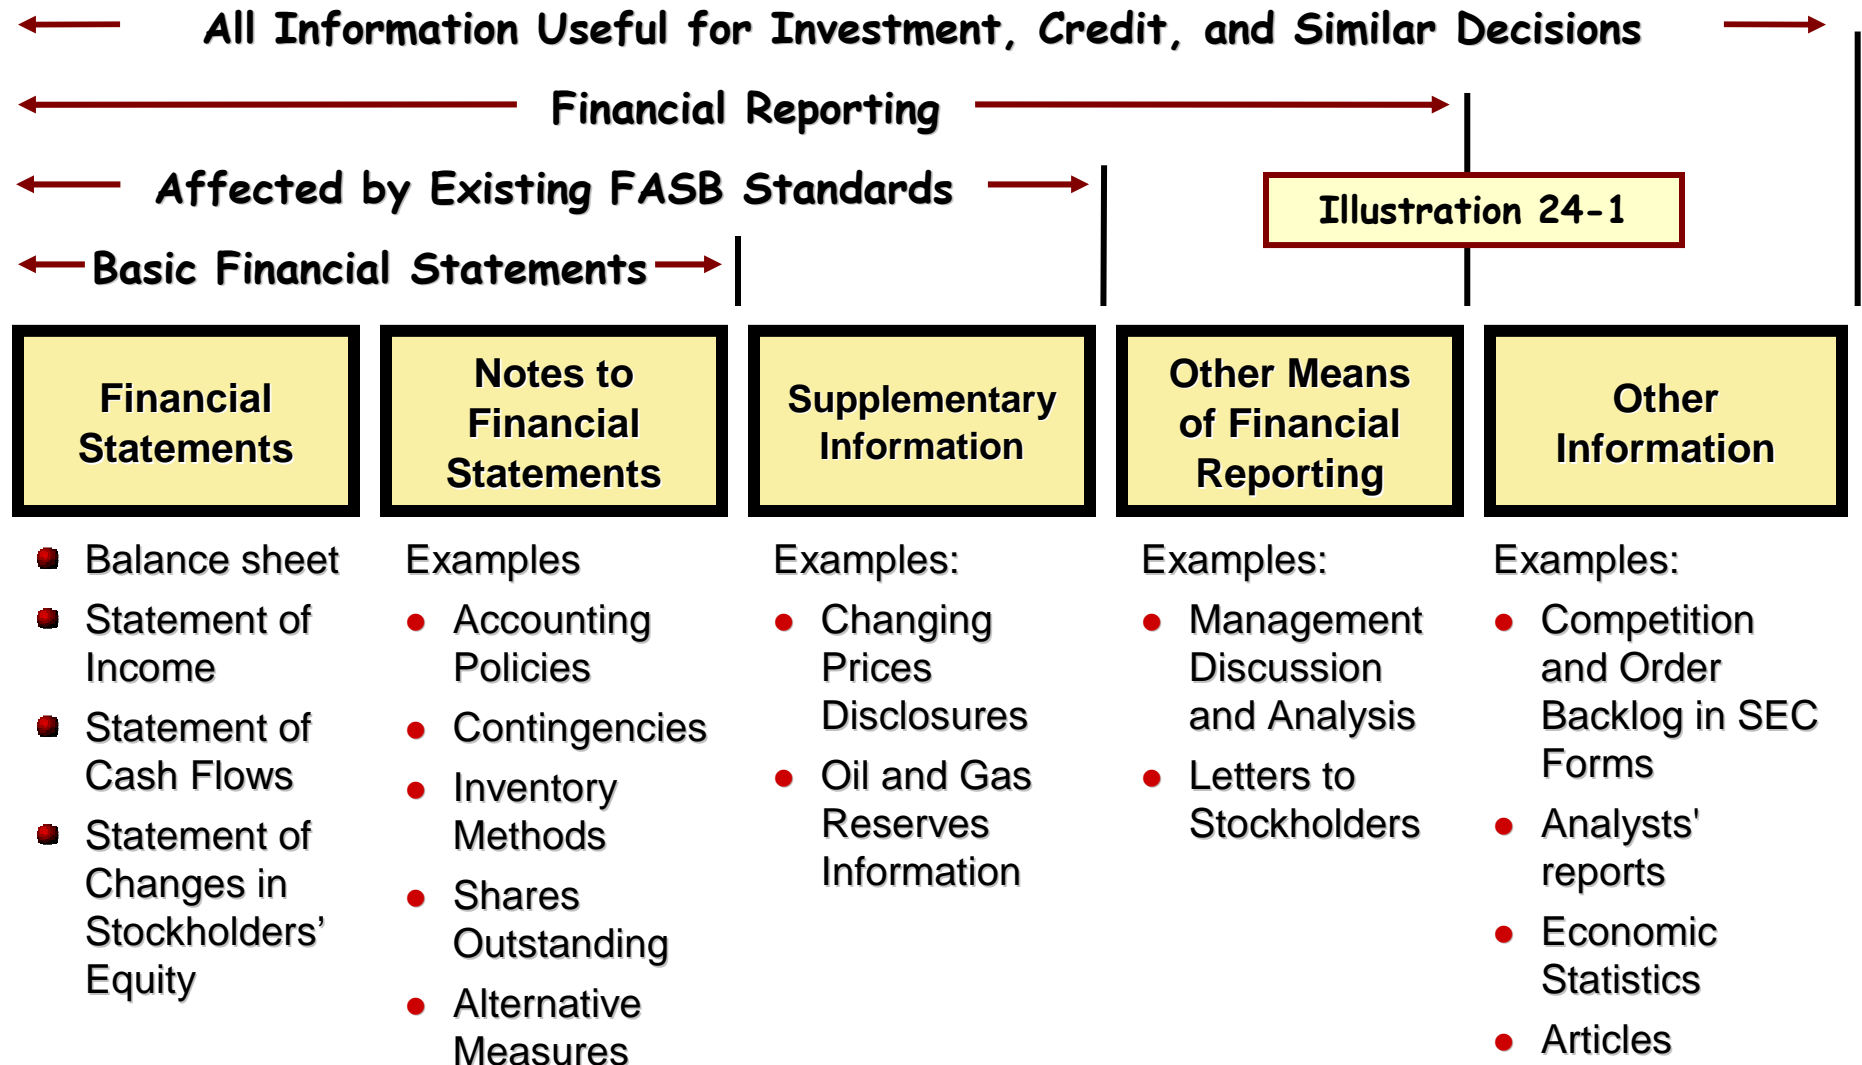 All Information Useful for Investment, Credit, and Similar Decisions
Financial Reporting
Affected by Existing FASB Standards
Illustration 24-1
Basic Financial Statements
Financial
Statements
Balance sheet
Statement of
Income
Statement of
Cash Flows
Statement of
Changes in
Stockholders’
Equity
Notes to
Financial
Statements
Examples
Accounting
Policies
Contingencies
Inventory
Methods
Shares
Outstanding
Alternative
Measures
Supplementary
Information
Examples:
Changing
Prices
Disclosures
Oil and Gas
Reserves
Information
Other Means
of Financial
Reporting
Examples:
Management
Discussion
and Analysis
Letters to
Stockholders
Other
Information
Examples:
Competition
and Order
Backlog in SEC
Forms
Analysts'
reports
Economic
Statistics
Articles